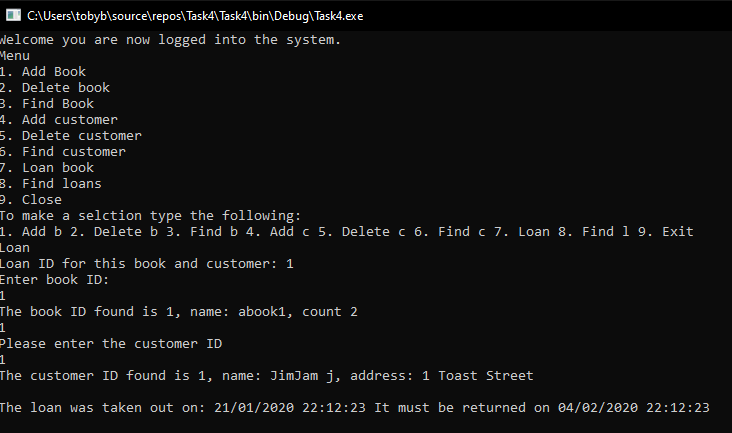 C:\Users\tobyb\source\repos\Task4\Task4\bin\Debug\Task4.exe
Welcome you are now logged into the system.
Menu
1. Add Book
2. Delete book
3. Find Book
4. Add customer
5. Delete customer
6. Find customer
7. Loan book
8. Find loans
9. Close
To make a selction type the following:
1. Add b 2. Delete b 3. Find b 4. Add c 5. Delete c 6. Find c 7. Loan 8. Find l 9. Exit
Loan
Loan ID for this book and customer: 1
Enter book ID:
1
The book ID found is 1, name: abook1, count 2
1
Please enter the customer ID
1
The customer ID found is 1, name: JimJam j, address: 1 Toast Street
The loan was taken out on: 21/01/2020 22:12:23 It must be returned on 04/02/2020 22:12:23